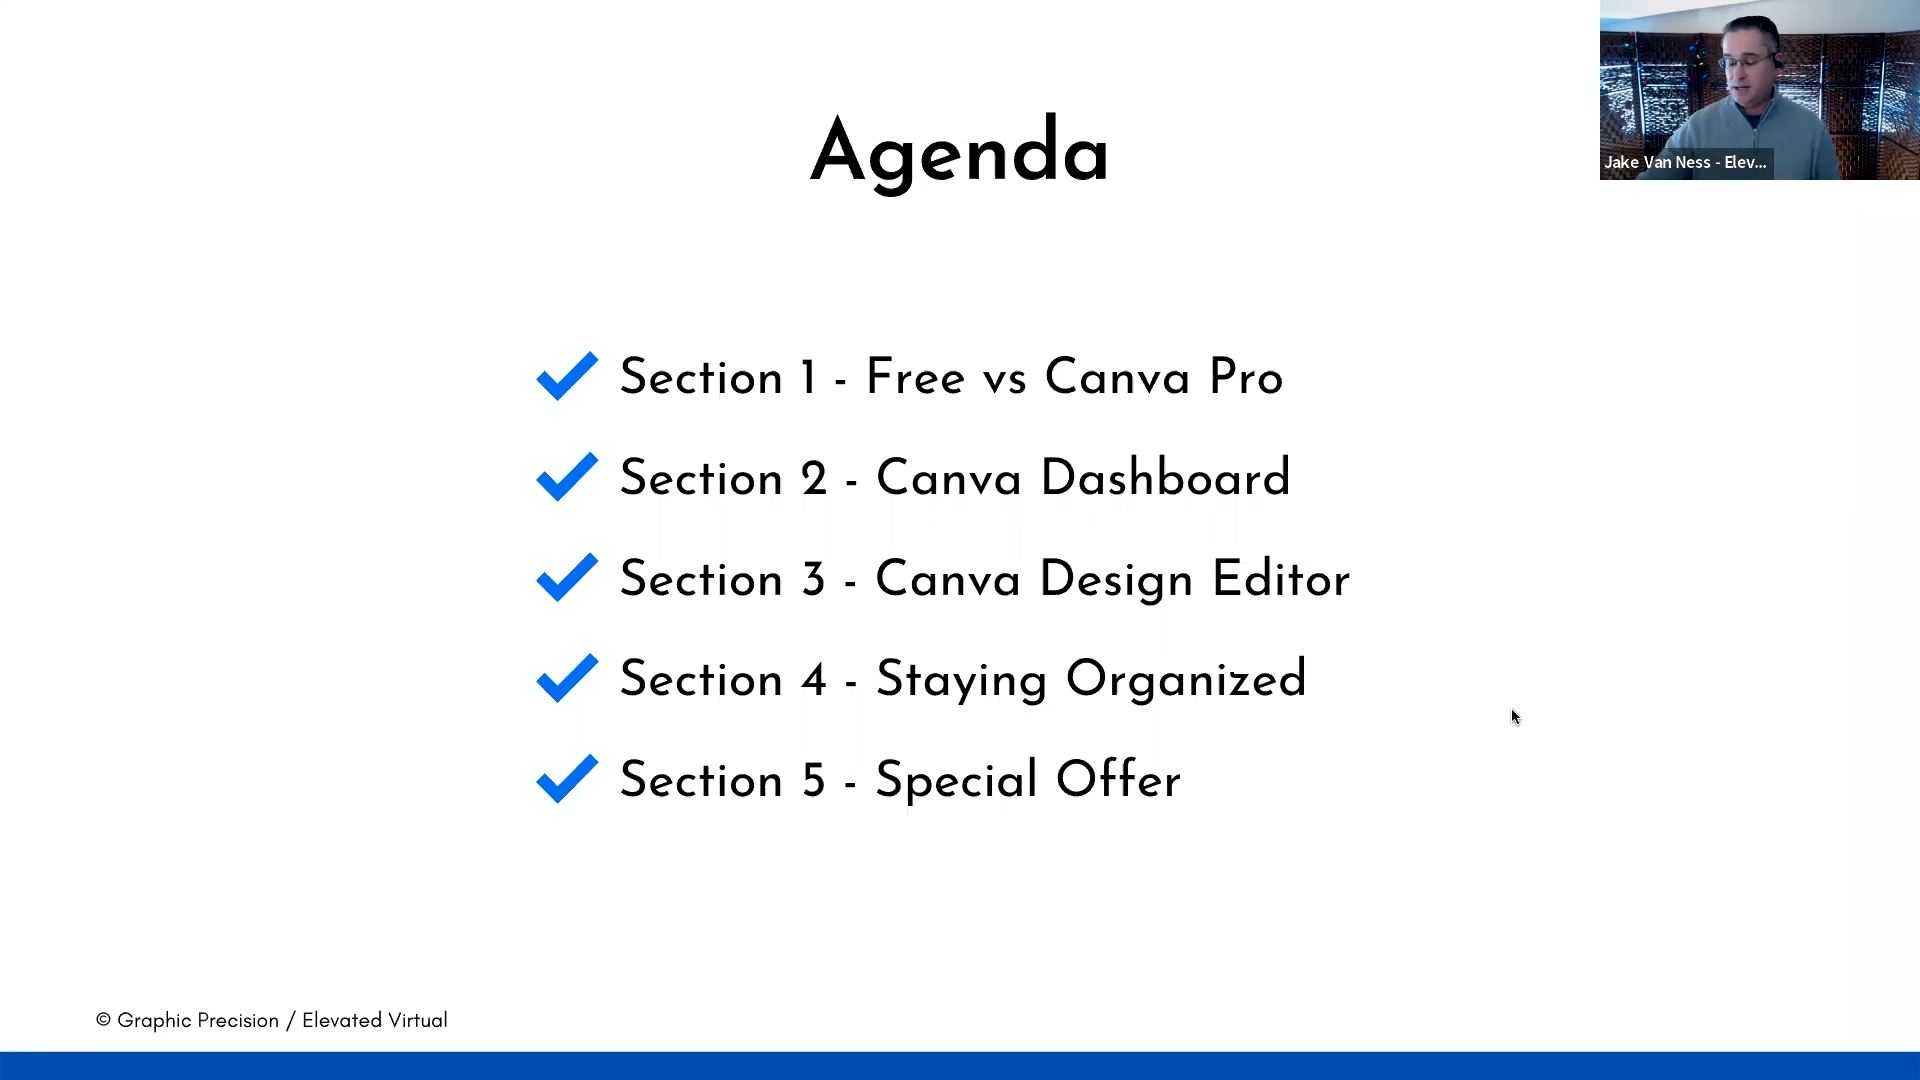 Agenda
Jake Van Ness - Elev...
Section 1 - Free vs Canva Pro
Section 2 - Canva Dashboard
Section 3 - Canva Design Editor
Section 4 - Staying Organized
Section 5 - Special Offer
© Graphic Precision / Elevated Virtual